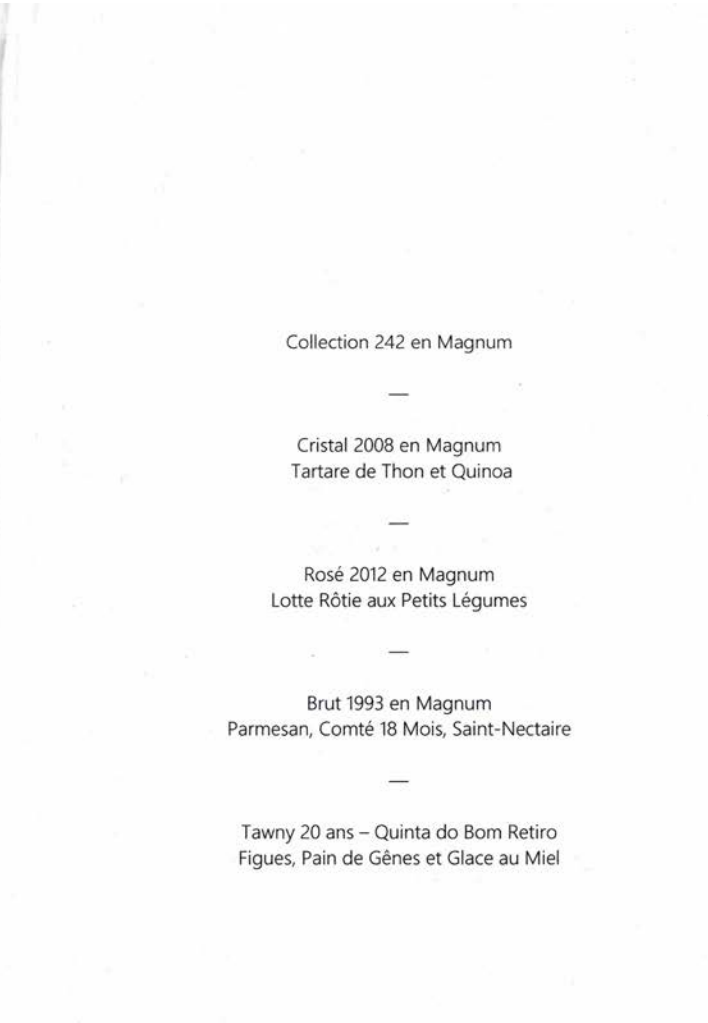 Collection 242 en Magnum
—
Cristal 2008 en Magnum
Tartare de Thon et Quinoa
—
Rosé 2012 en Magnum
Lotte Rôtie aux Petits Légumes
—
Brut 1993 en Magnum
Parmesan, Comté 18 Mois, Saint-Nectaire
—
Tawny 20 ans – Quinta do Bom Retiro
Figues, Pain de Gênes et Glace au Miel